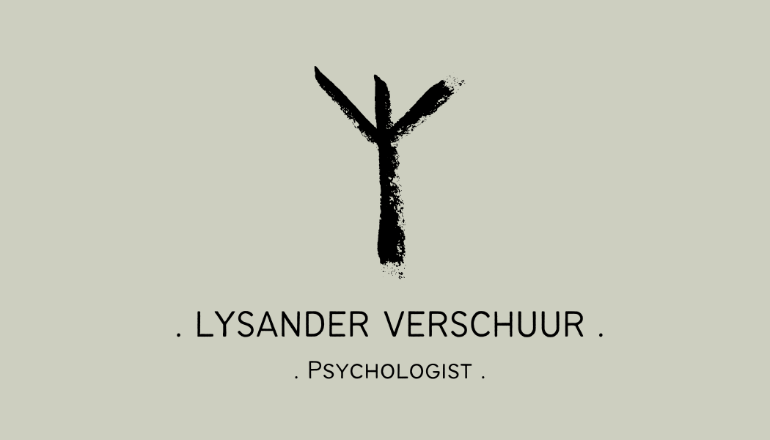 . LYSANDER VERSCHUUR .
. PSYCHOLOGIST .